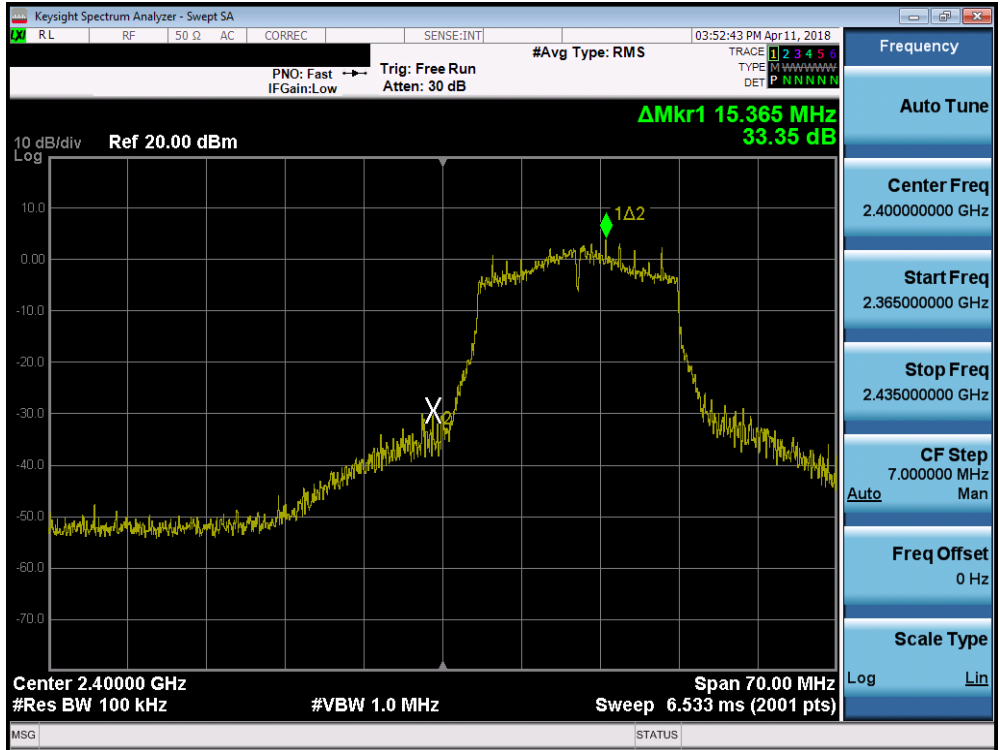 Keysight Spectrum Analyzer - Swept SA
LXI RL RF 50 Ω AC CORREC SENSE:INT 03:52:43 PM Apr 11, 2018
Frequency
#Avg Type: RMS TRACE 1 2 3 4 5 6
PNO: Fast Trig: Free Run TYPE M W W W W W
IFGain:Low Atten: 30 dB DET P N N N N N
Auto Tune
ΔMkr1 15.365 MHz
33.35 dB
10 dB/div Ref 20.00 dBm
Log
Center Freq
2.400000000 GHz
10.0
1Δ2
0.00
Start Freq
2.365000000 GHz
-10.0
-20.0
Stop Freq
2.435000000 GHz
-30.0
X2
-40.0
CF Step
7.000000 MHz
Auto Man
-50.0
Freq Offset
0 Hz
-60.0
-70.0
Scale Type
Log Lin
Center 2.40000 GHz Span 70.00 MHz
#Res BW 100 kHz #VBW 1.0 MHz Sweep 6.533 ms (2001 pts)
MSG STATUS